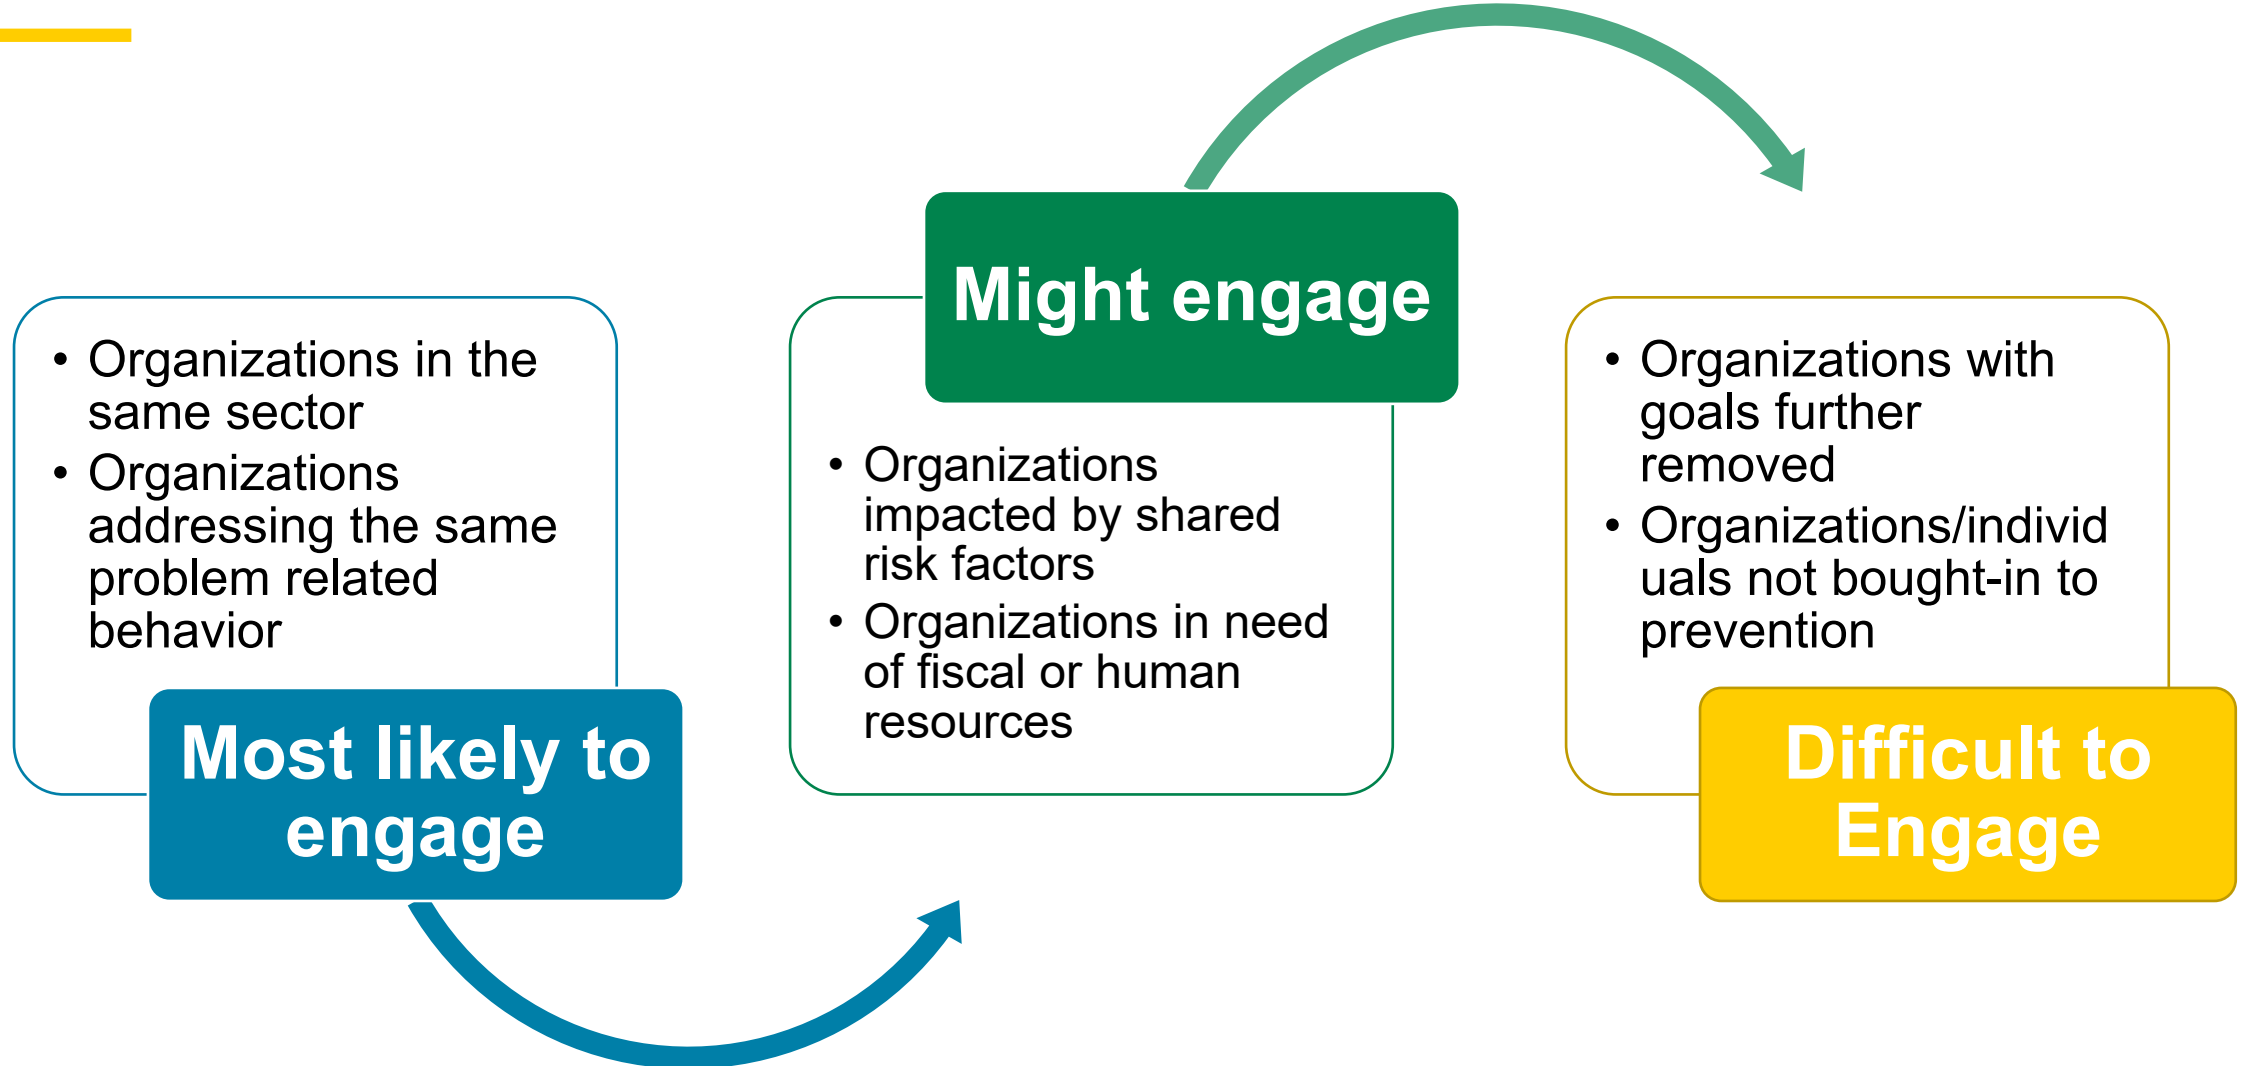 • Organizations in the
same sector
• Organizations
addressing the same
problem related
behavior
Most likely to
engage
Might engage
• Organizations
impacted by shared
risk factors
• Organizations in need
of fiscal or human
resources
• Organizations with
goals further
removed
• Organizations/individ
uals not bought-in to
prevention
Difficult to
Engage